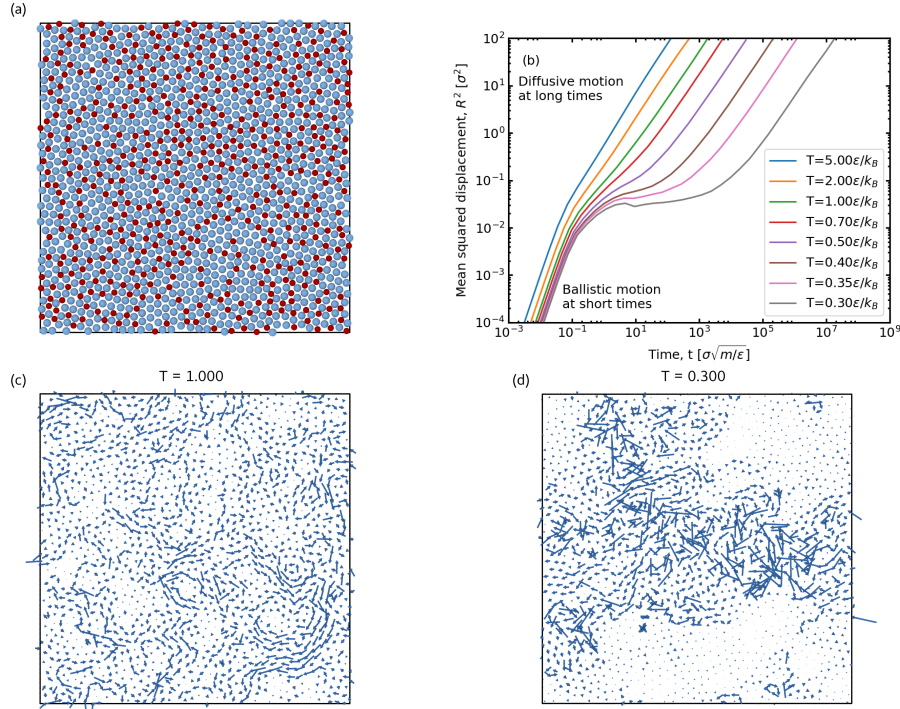 (a)
(b)
Diffusive motion
at long times
Ballistic motion
at short times
Mean squared displacement, R² [σ²]
10²
10¹
10⁰
10⁻¹
10⁻²
10⁻³
10⁻⁴
T=5.00ε/k_B
T=2.00ε/k_B
T=1.00ε/k_B
T=0.70ε/k_B
T=0.50ε/k_B
T=0.40ε/k_B
T=0.35ε/k_B
T=0.30ε/k_B
10⁻³ 10⁻¹ 10¹ 10³ 10⁵ 10⁷ 10⁹
Time, t [σ√m/ε]
(c)
T = 1.000
(d)
T = 0.300